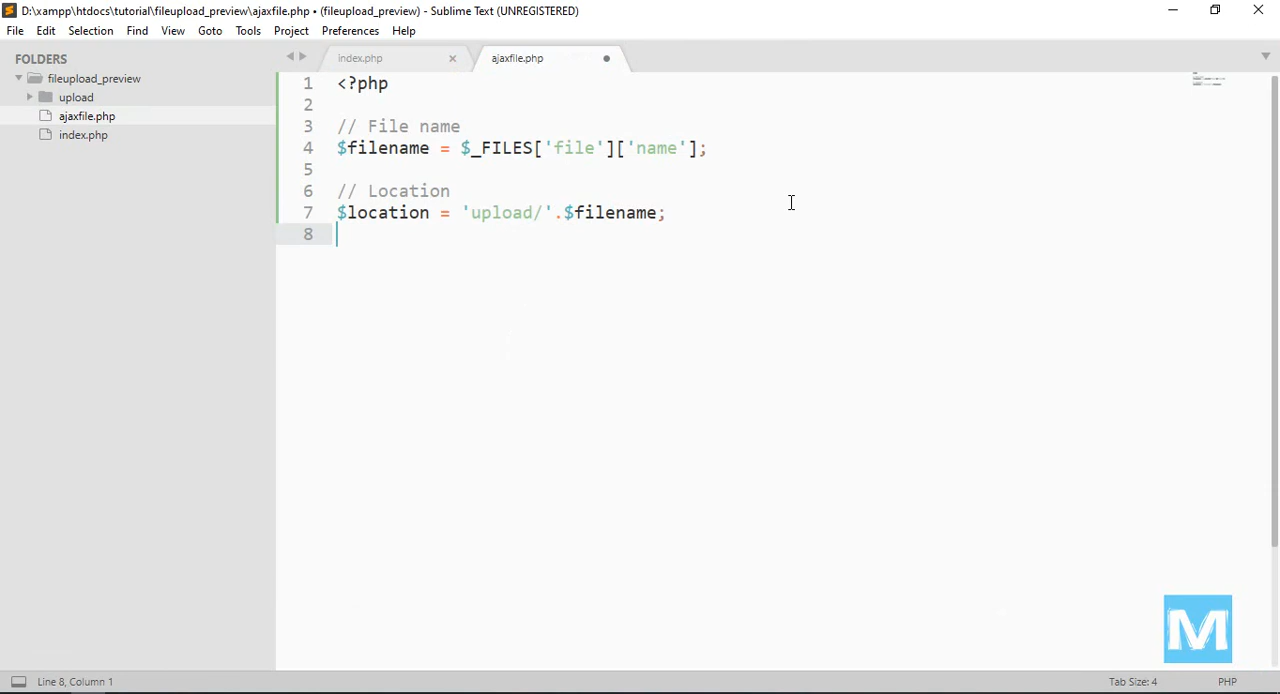 D:\xampp\htdocs\tutorial\fileupload_preview\ajaxfile.php • (fileupload_preview) - Sublime Text (UNREGISTERED)
File Edit Selection Find View Goto Tools Project Preferences Help
FOLDERS
fileupload_preview
upload
ajaxfile.php
index.php
index.php
ajaxfile.php
1 <?php
2
3 // File name
4 $filename = $_FILES['file']['name'];
5
6 // Location
7 $location = 'upload/'.$filename;
8
M
Line 8, Column 1
Tab Size: 4
PHP